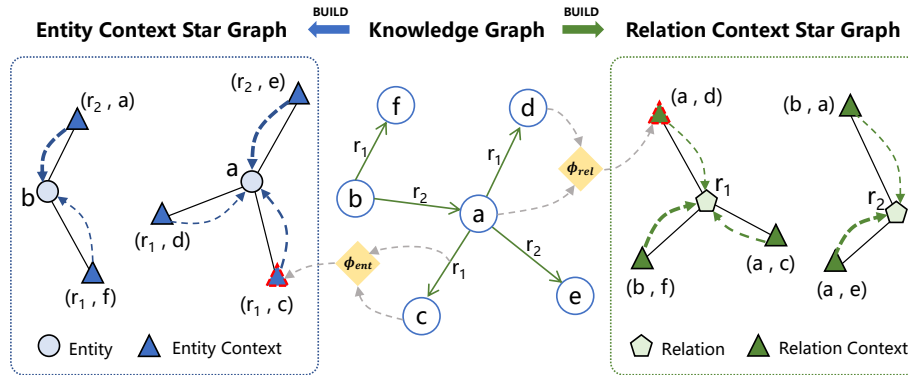 Entity Context Star Graph
BUILD
Knowledge Graph
BUILD
Relation Context Star Graph
(r₂ , a)
(r₂ , e)
b
a
(r₁ , d)
(r₁ , f)
(r₁ , c)
Entity
Entity Context
f
d
r₁
r₁
b
r₂
a
r₁
r₂
c
e
ϕₑₙₜ
ϕᵣₑₗ
(a , d)
(b , a)
r₁
r₂
(b , f)
(a , c)
(a , e)
Relation
Relation Context